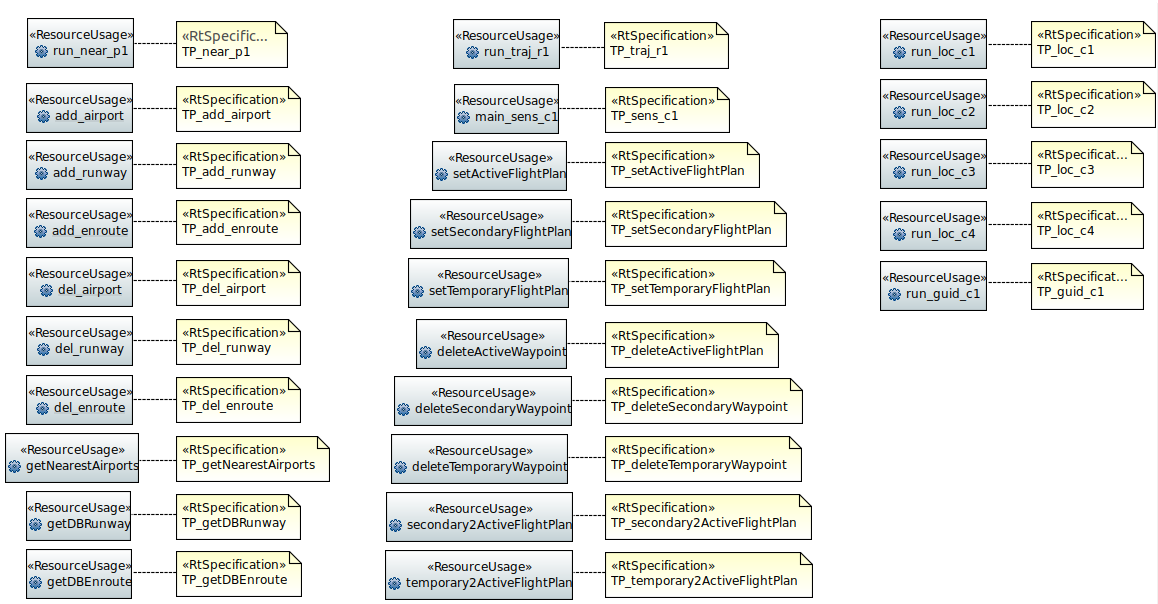 «ResourceUsage»
run_near_p1
«RtSpecific...
TP_near_p1
«ResourceUsage»
add_airport
«RtSpecification»
TP_add_airport
«ResourceUsage»
add_runway
«RtSpecification»
TP_add_runway
«ResourceUsage»
add_enroute
«RtSpecification»
TP_add_enroute
«ResourceUsage»
del_airport
«RtSpecification»
TP_del_airport
«ResourceUsage»
del_runway
«RtSpecification»
TP_del_runway
«ResourceUsage»
del_enroute
«RtSpecification»
TP_del_enroute
«ResourceUsage»
getNearestAirports
«RtSpecification»
TP_getNearestAirports
«ResourceUsage»
getDBRunway
«RtSpecification»
TP_getDBRunway
«ResourceUsage»
getDBEnroute
«RtSpecification»
TP_getDBEnroute
«ResourceUsage»
run_traj_r1
«RtSpecification»
TP_traj_r1
«ResourceUsage»
main_sens_c1
«RtSpecification»
TP_sens_c1
«ResourceUsage»
setActiveFlightPlan
«RtSpecification»
TP_setActiveFlightPlan
«ResourceUsage»
setSecondaryFlightPlan
«RtSpecification»
TP_setSecondaryFlightPlan
«ResourceUsage»
setTemporaryFlightPlan
«RtSpecification»
TP_setTemporaryFlightPlan
«ResourceUsage»
deleteActiveWaypoint
«RtSpecification»
TP_deleteActiveFlightPlan
«ResourceUsage»
deleteSecondaryWaypoint
«RtSpecification»
TP_deleteSecondaryWaypoint
«ResourceUsage»
deleteTemporaryWaypoint
«RtSpecification»
TP_deleteTemporaryWaypoint
«ResourceUsage»
secondary2ActiveFlightPlan
«RtSpecification»
TP_secondary2ActiveFlightPlan
«ResourceUsage»
temporary2ActiveFlightPlan
«RtSpecification»
TP_temporary2ActiveFlightPlan
«ResourceUsage»
run_loc_c1
«RtSpecification»
TP_loc_c1
«ResourceUsage»
run_loc_c2
«RtSpecification»
TP_loc_c2
«ResourceUsage»
run_loc_c3
«RtSpecificat...
TP_loc_c3
«ResourceUsage»
run_loc_c4
«RtSpecificat...
TP_loc_c4
«ResourceUsage»
run_guid_c1
«RtSpecificat...
TP_guid_c1